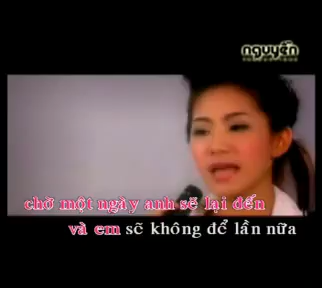 nguyễn
chờ một ngày anh sẽ lại đến
và em sẽ không để lần nữa